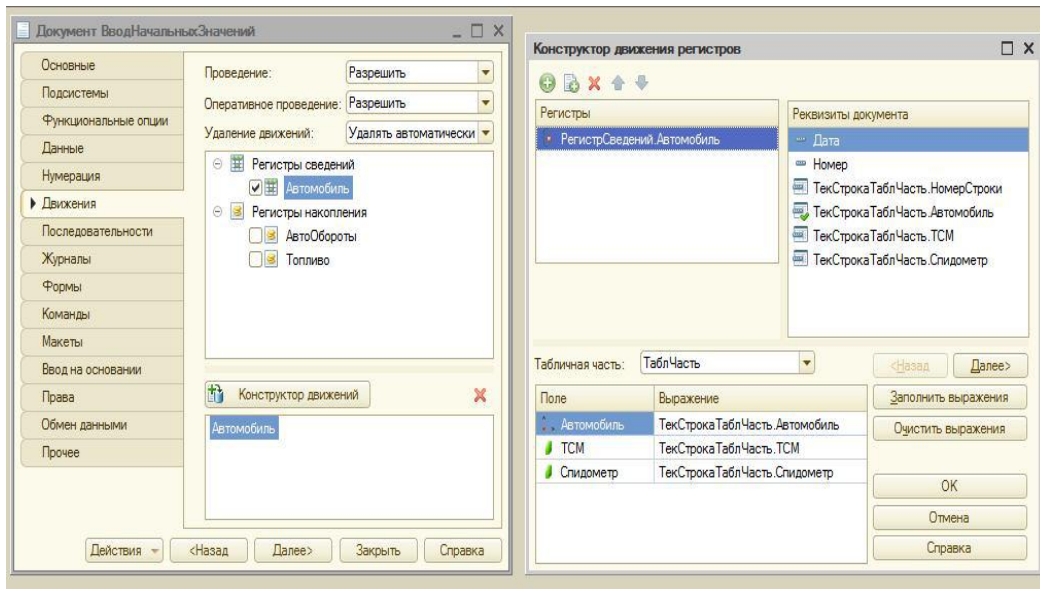 Документ ВводНачальныхЗначений
Основные
Подсистемы
Функциональные опции
Данные
Нумерация
Движения
Последовательности
Журналы
Формы
Команды
Макеты
Ввод на основании
Права
Обмен данными
Прочее
Проведение: Разрешить
Оперативное проведение: Разрешить
Удаление движений: Удалять автоматически
Регистры сведений
Автомобиль
Регистры накопления
АвтоОбороты
Топливо
Конструктор движений
Автомобиль
Действия <Назад Далее> Закрыть Справка
Конструктор движения регистров
Регистры
РегистрСведений.Автомобиль
Реквизиты документа
Дата
Номер
ТекСтрокаТаблЧасть.НомерСтроки
ТекСтрокаТаблЧасть.Автомобиль
ТекСтрокаТаблЧасть.ТСМ
ТекСтрокаТаблЧасть.Спидометр
Табличная часть: ТаблЧасть
<Назад Далее>
Поле Выражение
Автомобиль ТекСтрокаТаблЧасть.Автомобиль
ТСМ ТекСтрокаТаблЧасть.ТСМ
Спидометр ТекСтрокаТаблЧасть.Спидометр
Заполнить выражения
Очистить выражения
ОК
Отмена
Справка